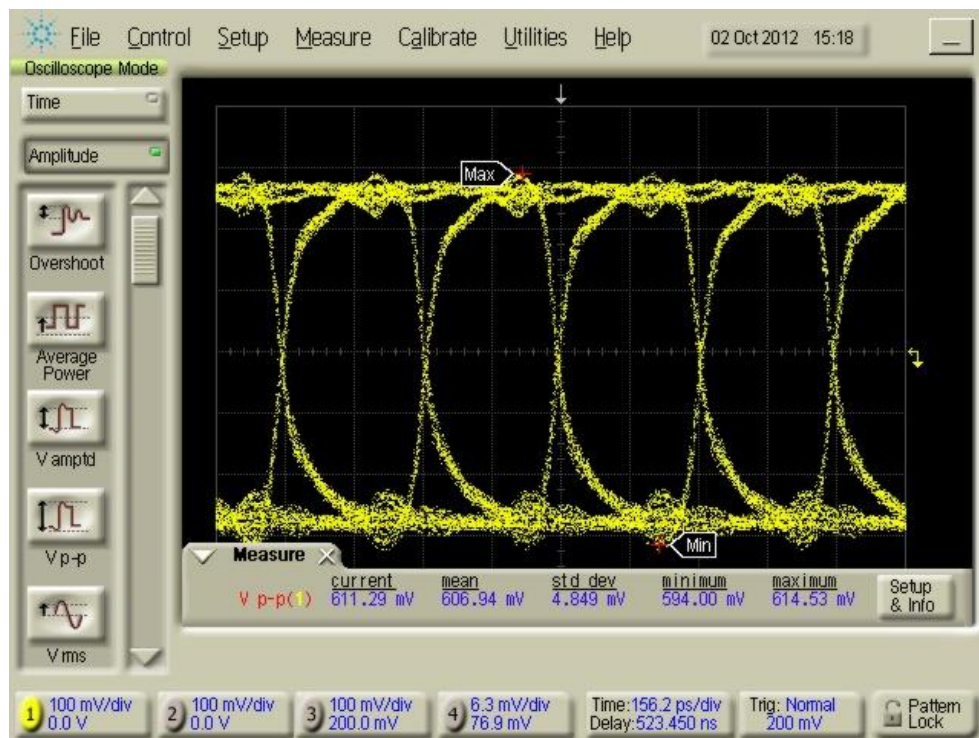 File Control Setup Measure Calibrate Utilities Help 02 Oct 2012 15:18
Oscilloscope Mode
Time
Amplitude
Overshoot
Average
Power
V amptd
V p-p
V rms
Max
Min
Measure
current mean std dev minimum maximum
V p-p(1) 611.29 mV 606.94 mV 4.849 mV 594.00 mV 614.53 mV
Setup
& Info
1 100 mV/div
0.0 V
2 100 mV/div
0.0 V
3 100 mV/div
200.0 mV
4 6.3 mV/div
76.9 mV
Time:156.2 ps/div
Delay:523.450 ns
Trig: Normal
200 mV
Pattern
Lock